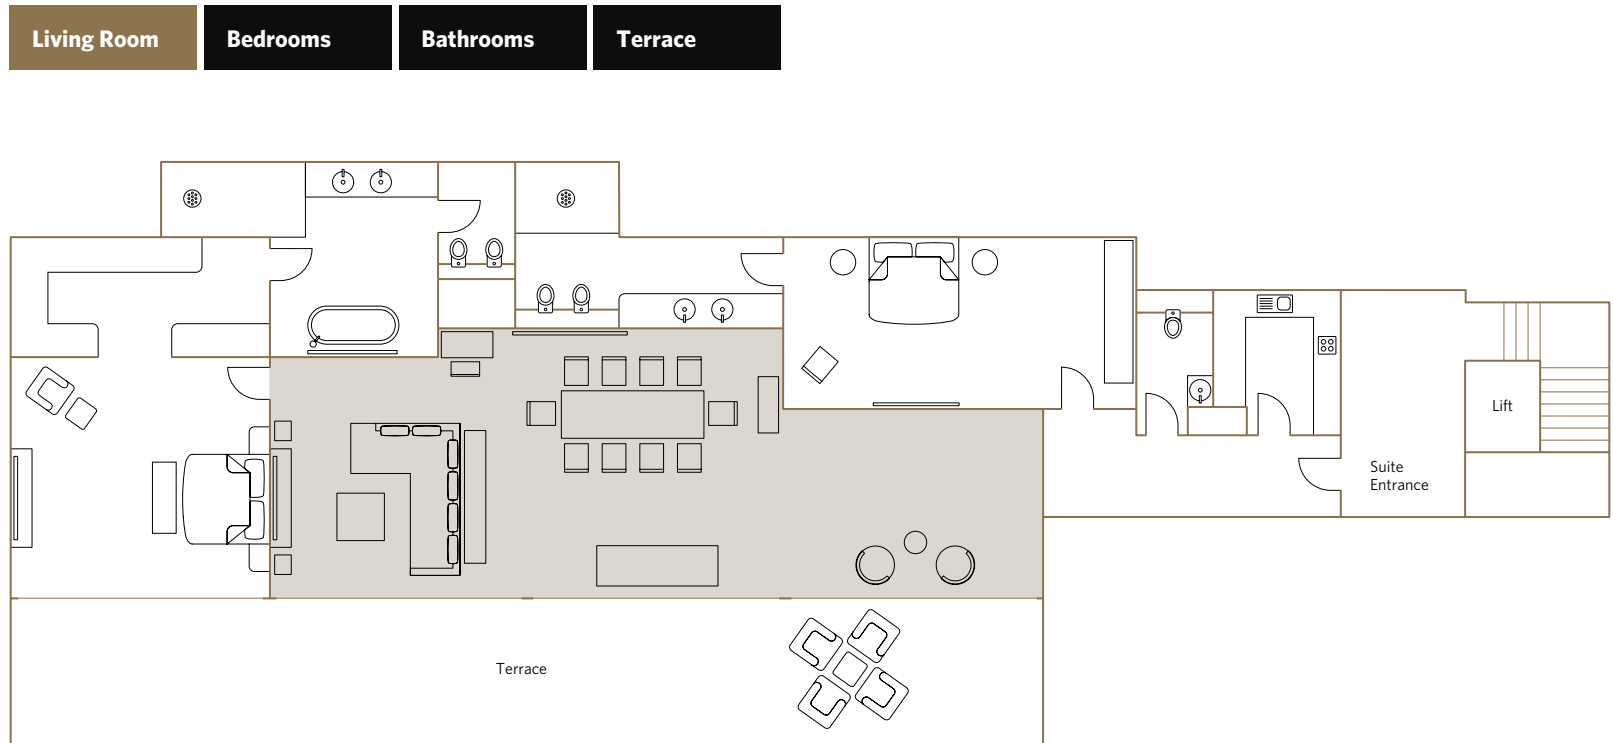 Living Room
Bedrooms
Bathrooms
Terrace
Lift
Suite
Entrance
Terrace